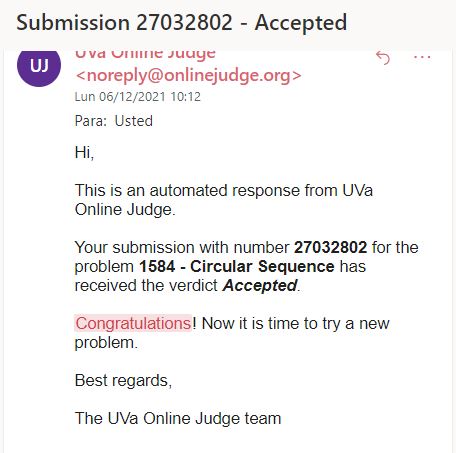 Submission 27032802 - Accepted
UJ
UVa Online Judge
<noreply@onlinejudge.org>
Lun 06/12/2021 10:12
Para: Usted
Hi,
This is an automated response from UVa
Online Judge.
Your submission with number 27032802 for the
problem 1584 - Circular Sequence has
received the verdict Accepted.
Congratulations! Now it is time to try a new
problem.
Best regards,
The UVa Online Judge team